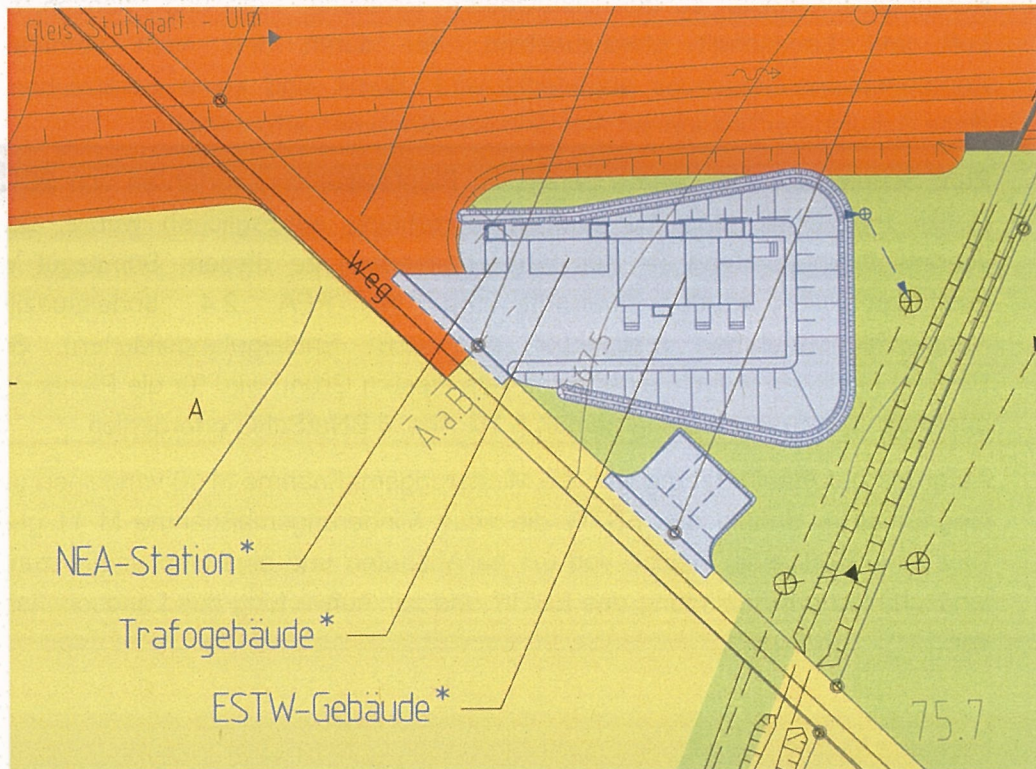 Gleis Stuttgart - Ulm
Weg
Ä.a.B.
A
NEA-Station*
Trafogebäude*
ESTW-Gebäude*
75.7